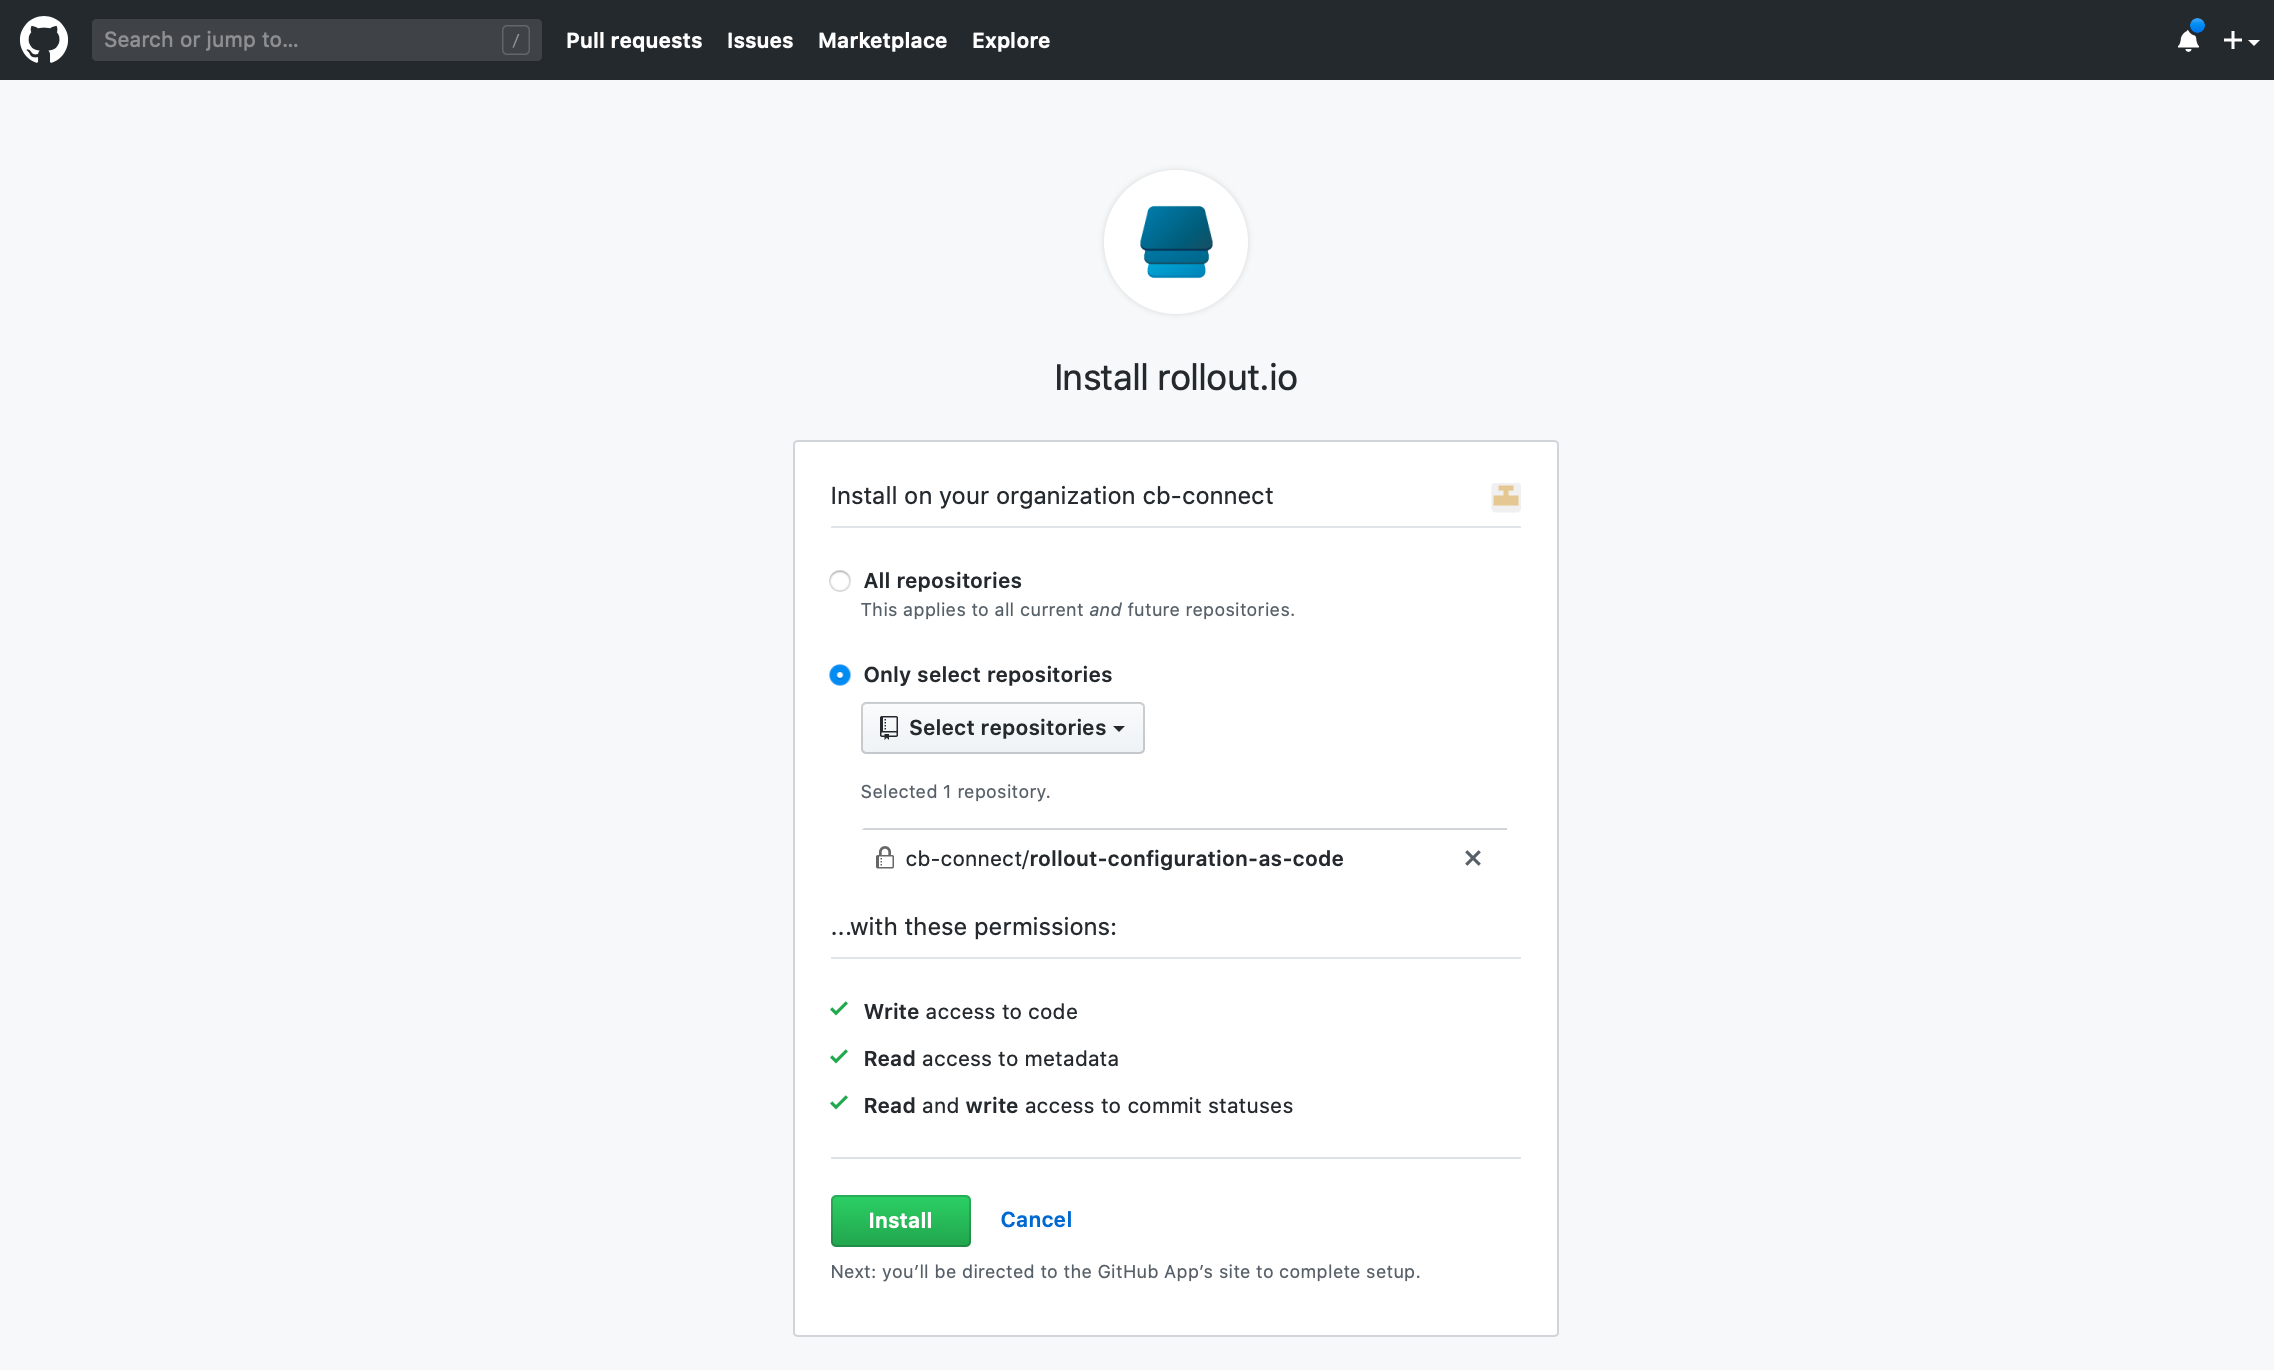 Search or jump to... /
Pull requests Issues Marketplace Explore
Install rollout.io
Install on your organization cb-connect
All repositories
This applies to all current and future repositories.
Only select repositories
Select repositories
Selected 1 repository.
cb-connect/rollout-configuration-as-code
...with these permissions:
Write access to code
Read access to metadata
Read and write access to commit statuses
Install Cancel
Next: you’ll be directed to the GitHub App’s site to complete setup.